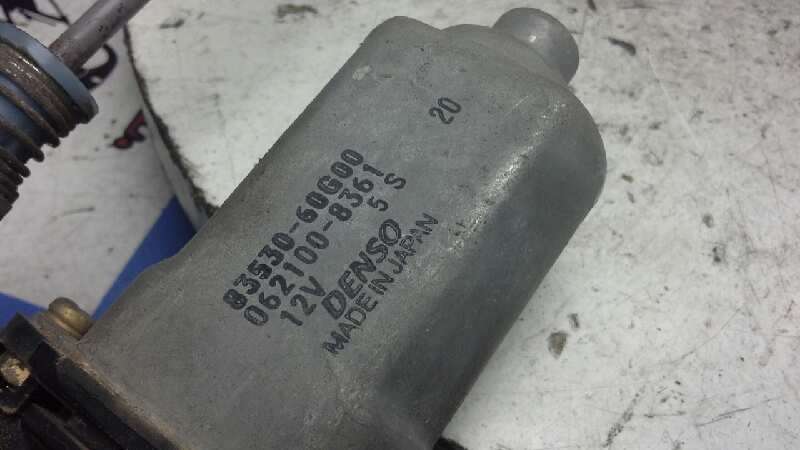 20
83530-60G00
062100-8361
12V 5 S
DENSO
MADE IN JAPAN